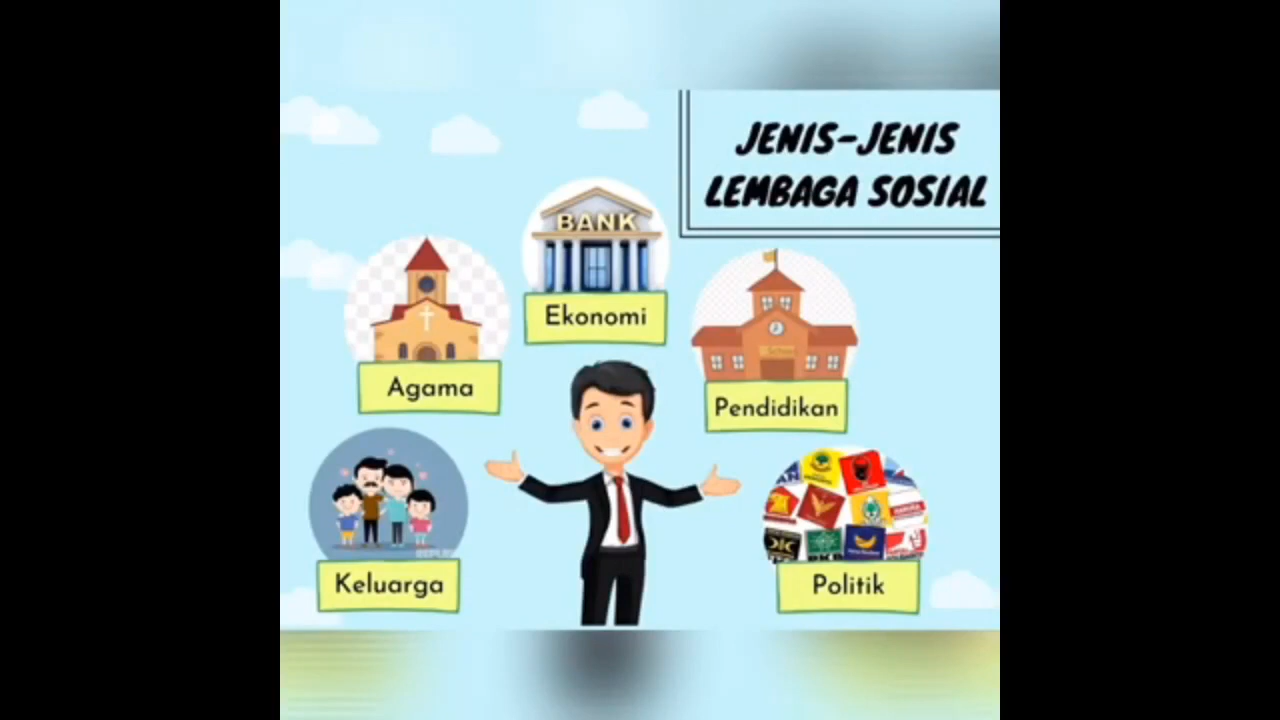 JENIS-JENIS
LEMBAGA SOSIAL
BANK
Ekonomi
Agama
Pendidikan
Keluarga
Politik